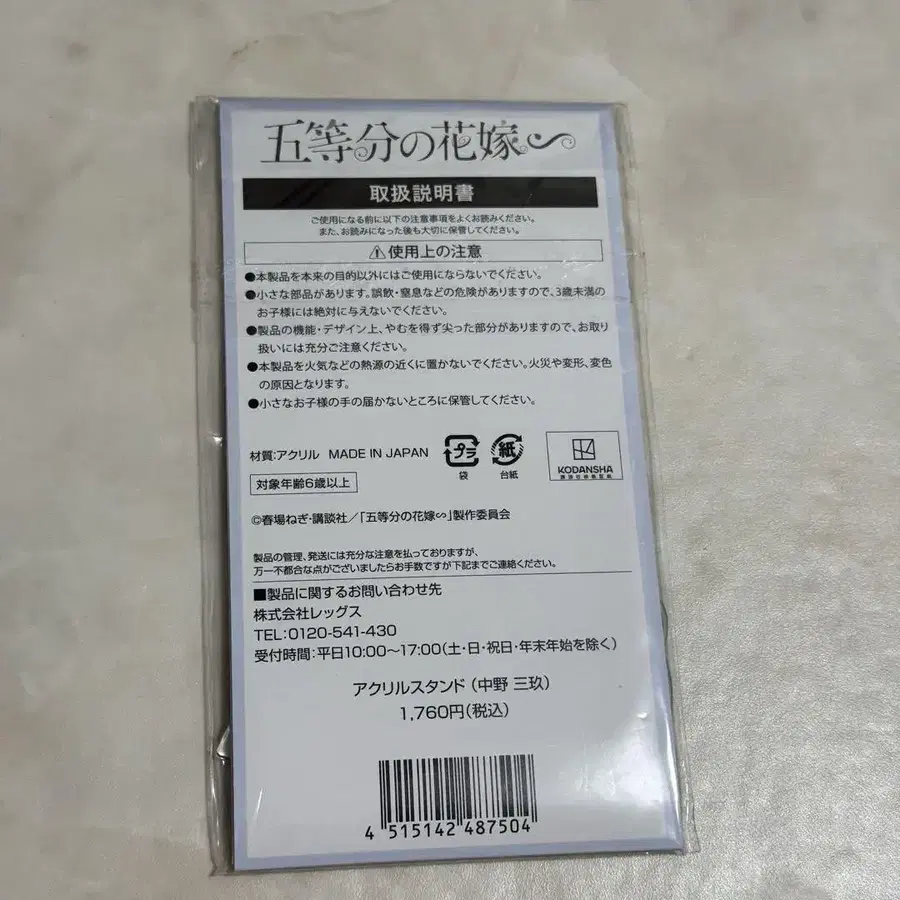 五等分の花嫁∽
取扱説明書
ご使用になる前に以下の注意事項をよくお読みください。
また、お読みになった後も大切に保管してください。
⚠使用上の注意
●本製品を本来の目的以外にはご使用にならないでください。
●小さな部品があります。誤飲・窒息などの危険がありますので、3歳未満の
お子様には絶対に与えないでください。
●製品の機能・デザイン上、やむを得ず尖った部分がありますので、お取り
扱いには充分ご注意ください。
●本製品を火気などの熱源の近くに置かないでください。火災や変形、変色
の原因となります。
●小さなお子様の手の届かないところに保管してください。
材質:アクリル MADE IN JAPAN
プラ
袋
紙
台紙
KODANSHA
対象年齢6歳以上
©春場ねぎ・講談社/「五等分の花嫁∽」製作委員会
製品の管理、発送には充分な注意を払っておりますが、
万一不都合な点がございましたらお手数ですが下記までご連絡ください。
■製品に関するお問い合わせ先
株式会社レッグス
TEL:0120-541-430
受付時間:平日10:00〜17:00(土・日・祝日・年末年始を除く)
アクリルスタンド(中野 三玖)
1,760円(税込)
4 515142 487504